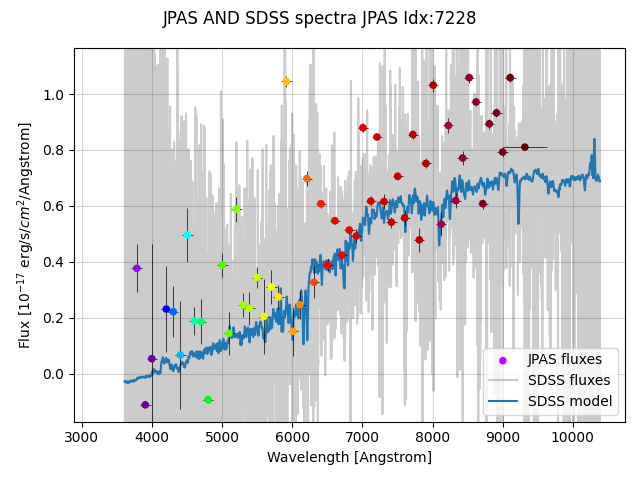 JPAS AND SDSS spectra JPAS Idx:7228
1.0
0.8
0.6
0.4
0.2
0.0
Flux [10^-17 erg/s/cm^2/Angstrom]
JPAS fluxes
SDSS fluxes
SDSS model
3000 4000 5000 6000 7000 8000 9000 10000
Wavelength [Angstrom]